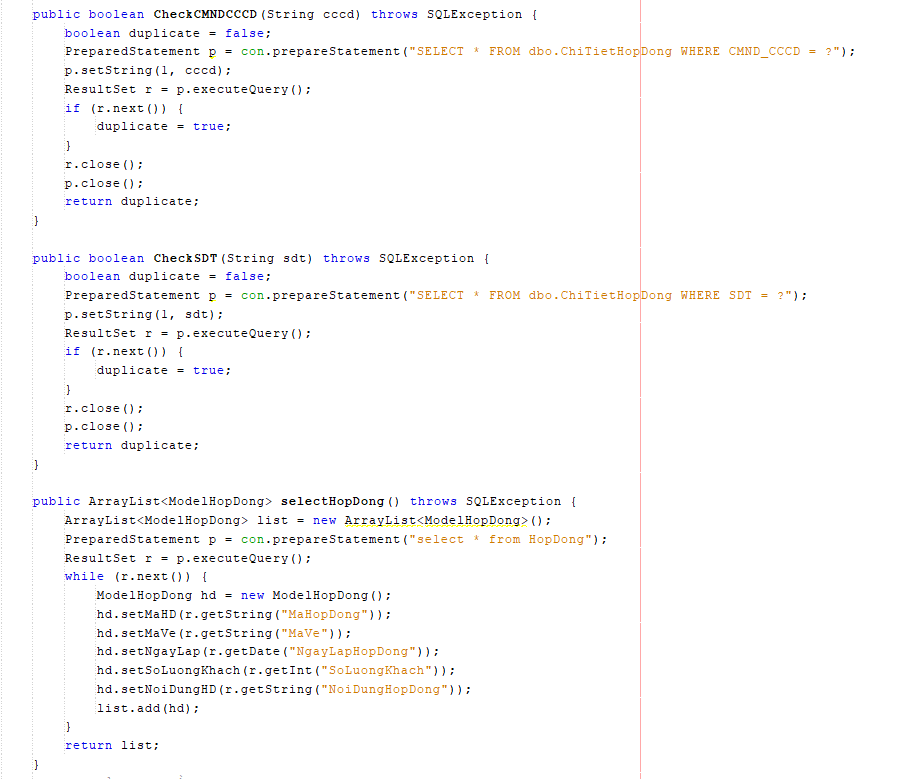 public boolean CheckCMNDCCCD(String cccd) throws SQLException {
    boolean duplicate = false;
    PreparedStatement p = con.prepareStatement("SELECT * FROM dbo.ChiTietHopDong WHERE CMND_CCCD = ?");
    p.setString(1, cccd);
    ResultSet r = p.executeQuery();
    if (r.next()) {
        duplicate = true;
    }
    r.close();
    p.close();
    return duplicate;
}
public boolean CheckSDT(String sdt) throws SQLException {
    boolean duplicate = false;
    PreparedStatement p = con.prepareStatement("SELECT * FROM dbo.ChiTietHopDong WHERE SDT = ?");
    p.setString(1, sdt);
    ResultSet r = p.executeQuery();
    if (r.next()) {
        duplicate = true;
    }
    r.close();
    p.close();
    return duplicate;
}
public ArrayList<ModelHopDong> selectHopDong() throws SQLException {
    ArrayList<ModelHopDong> list = new ArrayList<ModelHopDong>();
    PreparedStatement p = con.prepareStatement("select * from HopDong");
    ResultSet r = p.executeQuery();
    while (r.next()) {
        ModelHopDong hd = new ModelHopDong();
        hd.setMaHD(r.getString("MaHopDong"));
        hd.setMaVe(r.getString("MaVe"));
        hd.setNgayLap(r.getDate("NgayLapHopDong"));
        hd.setSoLuongKhach(r.getInt("SoLuongKhach"));
        hd.setNoiDungHD(r.getString("NoiDungHopDong"));
        list.add(hd);
    }
    return list;
}